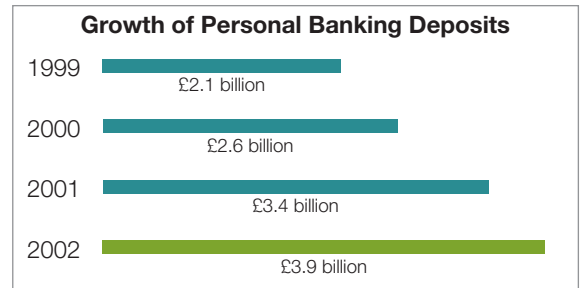 Growth of Personal Banking Deposits
1999
£2.1 billion
2000
£2.6 billion
2001
£3.4 billion
2002
£3.9 billion